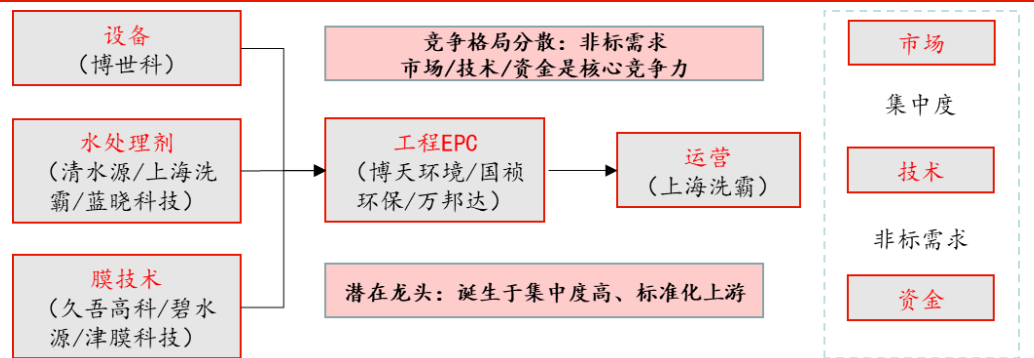 设备
（博世科）
水处理剂
（清水源/上海洗
霸/蓝晓科技）
膜技术
（久吾高科/碧水
源/津膜科技）
竞争格局分散：非标需求
市场/技术/资金是核心竞争力
工程EPC
（博天环境/国祯
环保/万邦达）
运营
（上海洗霸）
潜在龙头：诞生于集中度高、标准化上游
市场
集中度
技术
非标需求
资金